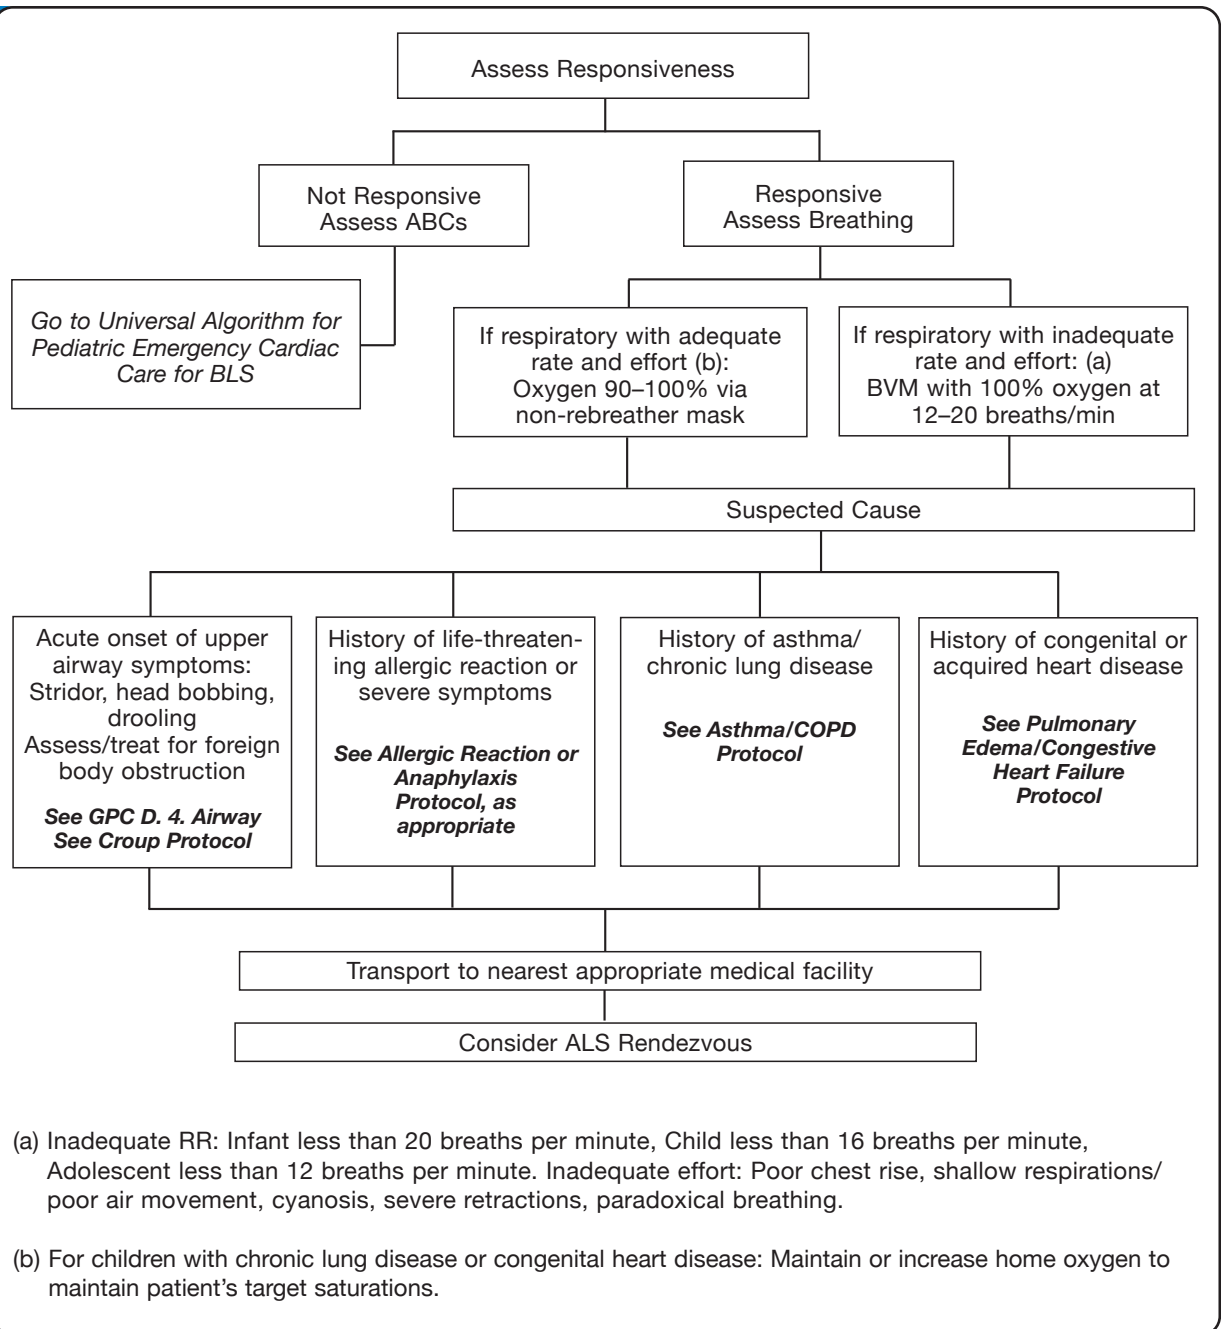 Assess Responsiveness
Not Responsive
Assess ABCs
Responsive
Assess Breathing
Go to Universal Algorithm for
Pediatric Emergency Cardiac
Care for BLS
If respiratory with adequate
rate and effort (b):
Oxygen 90–100% via
non-rebreather mask
If respiratory with inadequate
rate and effort: (a)
BVM with 100% oxygen at
12–20 breaths/min
Suspected Cause
Acute onset of upper
airway symptoms:
Stridor, head bobbing,
drooling
Assess/treat for foreign
body obstruction
See GPC D. 4. Airway
See Croup Protocol
History of life-threaten-
ing allergic reaction or
severe symptoms
See Allergic Reaction or
Anaphylaxis
Protocol, as
appropriate
History of asthma/
chronic lung disease
See Asthma/COPD
Protocol
History of congenital or
acquired heart disease
See Pulmonary
Edema/Congestive
Heart Failure
Protocol
Transport to nearest appropriate medical facility
Consider ALS Rendezvous
(a) Inadequate RR: Infant less than 20 breaths per minute, Child less than 16 breaths per minute,
Adolescent less than 12 breaths per minute. Inadequate effort: Poor chest rise, shallow respirations/
poor air movement, cyanosis, severe retractions, paradoxical breathing.
(b) For children with chronic lung disease or congenital heart disease: Maintain or increase home oxygen to
maintain patient's target saturations.